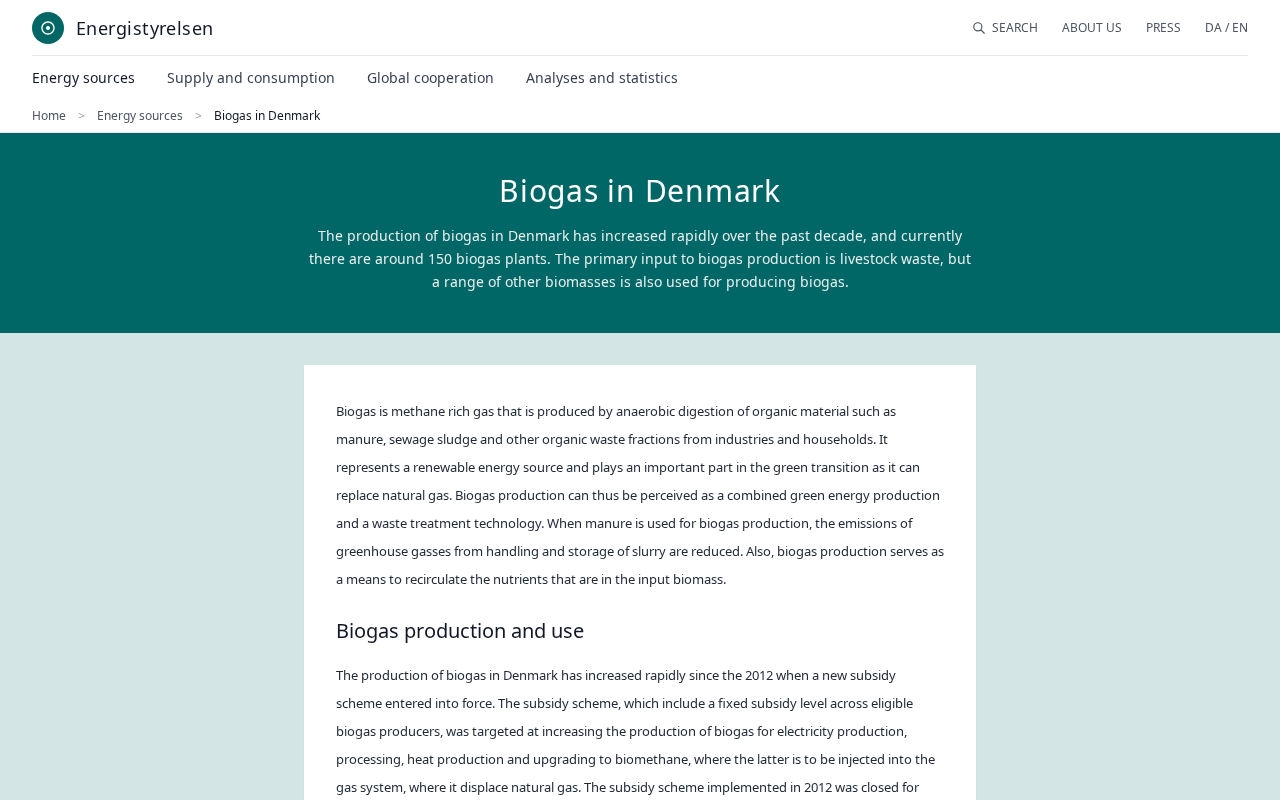 Energistyrelsen
SEARCH
ABOUT US
PRESS
DA / EN
Energy sources
Supply and consumption
Global cooperation
Analyses and statistics
Home > Energy sources > Biogas in Denmark
Biogas in Denmark
The production of biogas in Denmark has increased rapidly over the past decade, and currently
there are around 150 biogas plants. The primary input to biogas production is livestock waste, but
a range of other biomasses is also used for producing biogas.
Biogas is methane rich gas that is produced by anaerobic digestion of organic material such as
manure, sewage sludge and other organic waste fractions from industries and households. It
represents a renewable energy source and plays an important part in the green transition as it can
replace natural gas. Biogas production can thus be perceived as a combined green energy production
and a waste treatment technology. When manure is used for biogas production, the emissions of
greenhouse gasses from handling and storage of slurry are reduced. Also, biogas production serves as
a means to recirculate the nutrients that are in the input biomass.
Biogas production and use
The production of biogas in Denmark has increased rapidly since the 2012 when a new subsidy
scheme entered into force. The subsidy scheme, which include a fixed subsidy level across eligible
biogas producers, was targeted at increasing the production of biogas for electricity production,
processing, heat production and upgrading to biomethane, where the latter is to be injected into the
gas system, where it displace natural gas. The subsidy scheme implemented in 2012 was closed for